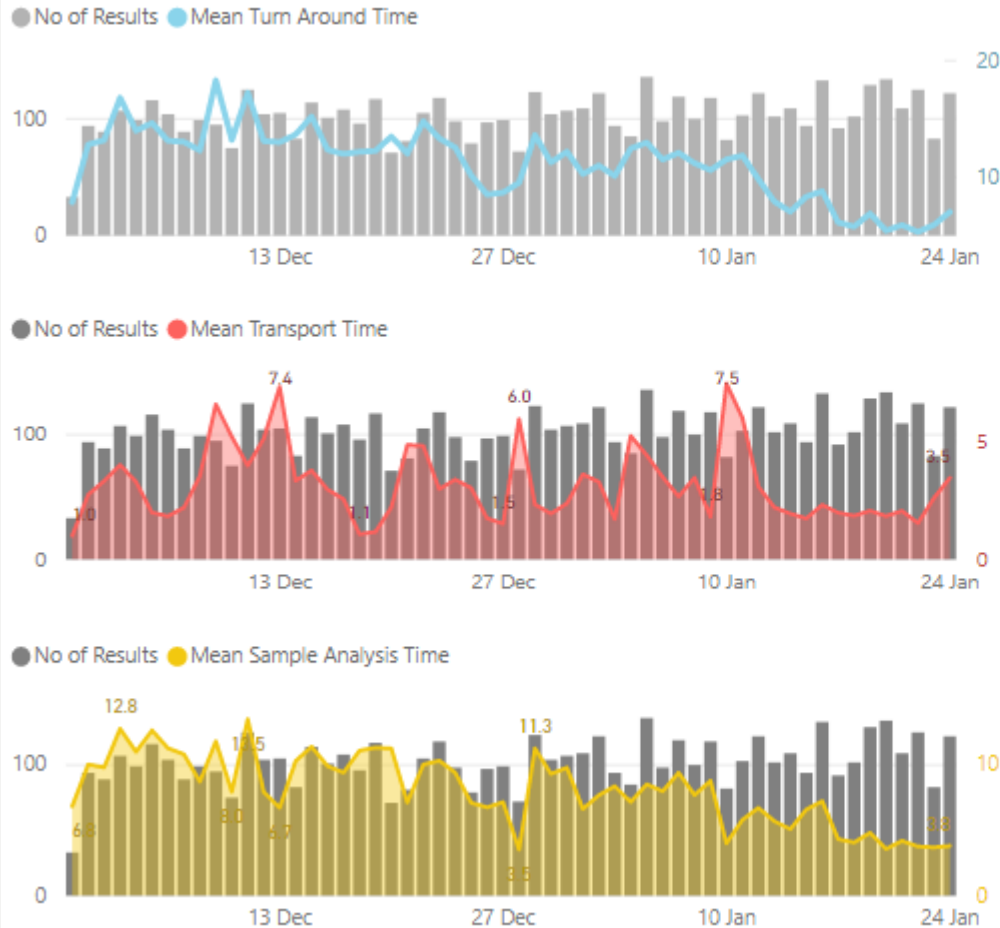 No of Results Mean Turn Around Time
20
100
10
0
13 Dec 27 Dec 10 Jan 24 Jan
No of Results Mean Transport Time
7.4 7.5
6.0
100 5
3.5
1.8
1.5
1.0 1.1
0 0
13 Dec 27 Dec 10 Jan 24 Jan
No of Results Mean Sample Analysis Time
12.8
11.3
13.5
100 10
8.0
6.8 6.7 3.8
3.5
0 0
13 Dec 27 Dec 10 Jan 24 Jan